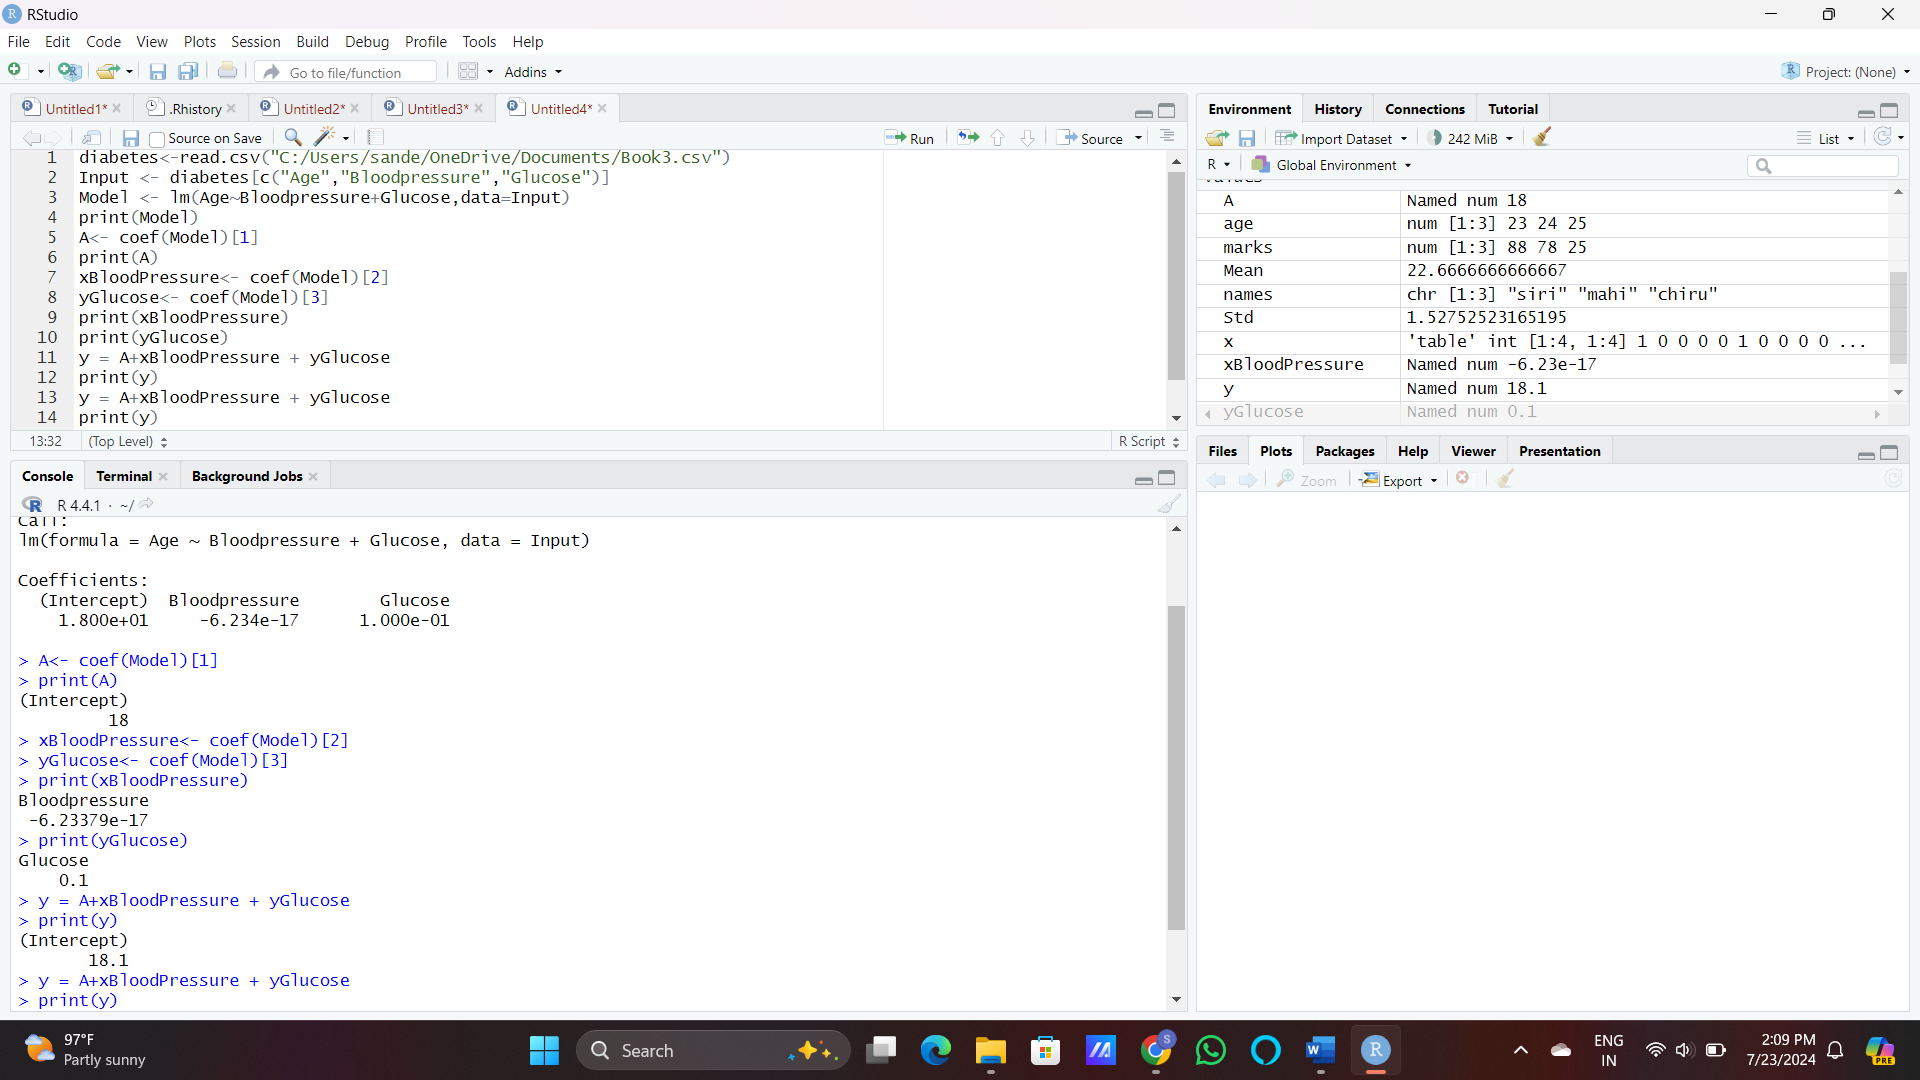 RStudio
File Edit Code View Plots Session Build Debug Profile Tools Help
Go to file/function Addins Project: (None)
Untitled1* .Rhistory Untitled2* Untitled3* Untitled4*
Source on Save Run Source
1 diabetes<-read.csv("C:/Users/sande/OneDrive/Documents/Book3.csv")
2 Input <- diabetes[c("Age","Bloodpressure","Glucose")]
3 Model <- lm(Age~Bloodpressure+Glucose,data=Input)
4 print(Model)
5 A<- coef(Model)[1]
6 print(A)
7 xBloodPressure<- coef(Model)[2]
8 yGlucose<- coef(Model)[3]
9 print(xBloodPressure)
10 print(yGlucose)
11 y = A+xBloodPressure + yGlucose
12 print(y)
13 y = A+xBloodPressure + yGlucose
14 print(y)
13:32 (Top Level) R Script
Console Terminal Background Jobs
R 4.4.1 · ~/
Call:
lm(formula = Age ~ Bloodpressure + Glucose, data = Input)
Coefficients:
(Intercept) Bloodpressure Glucose
1.800e+01 -6.234e-17 1.000e-01
> A<- coef(Model)[1]
> print(A)
(Intercept)
18
> xBloodPressure<- coef(Model)[2]
> yGlucose<- coef(Model)[3]
> print(xBloodPressure)
Bloodpressure
-6.23379e-17
> print(yGlucose)
Glucose
0.1
> y = A+xBloodPressure + yGlucose
> print(y)
(Intercept)
18.1
> y = A+xBloodPressure + yGlucose
> print(y)
Environment History Connections Tutorial
Import Dataset 242 MiB List
R Global Environment
A Named num 18
age num [1:3] 23 24 25
marks num [1:3] 88 78 25
Mean 22.6666666666667
names chr [1:3] "siri" "mahi" "chiru"
Std 1.52752523165195
x 'table' int [1:4, 1:4] 1 0 0 0 0 1 0 0 0 0 ...
xBloodPressure Named num -6.23e-17
y Named num 18.1
yGlucose Named num 0.1
Files Plots Packages Help Viewer Presentation
Zoom Export
97°F
Partly sunny
Search
ENG
IN
2:09 PM
7/23/2024
PRE